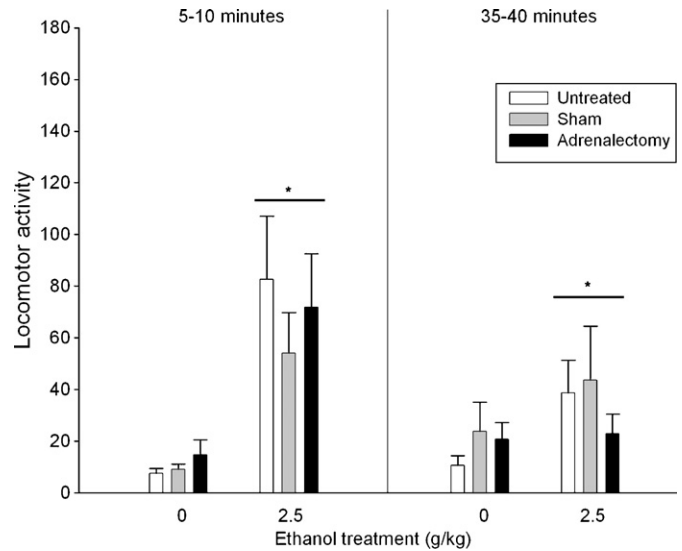 5-10 minutes
35-40 minutes
180
160
140
120
100
80
60
40
20
0
Locomotor activity
Untreated
Sham
Adrenalectomy
*
*
0
2.5
0
2.5
Ethanol treatment (g/kg)